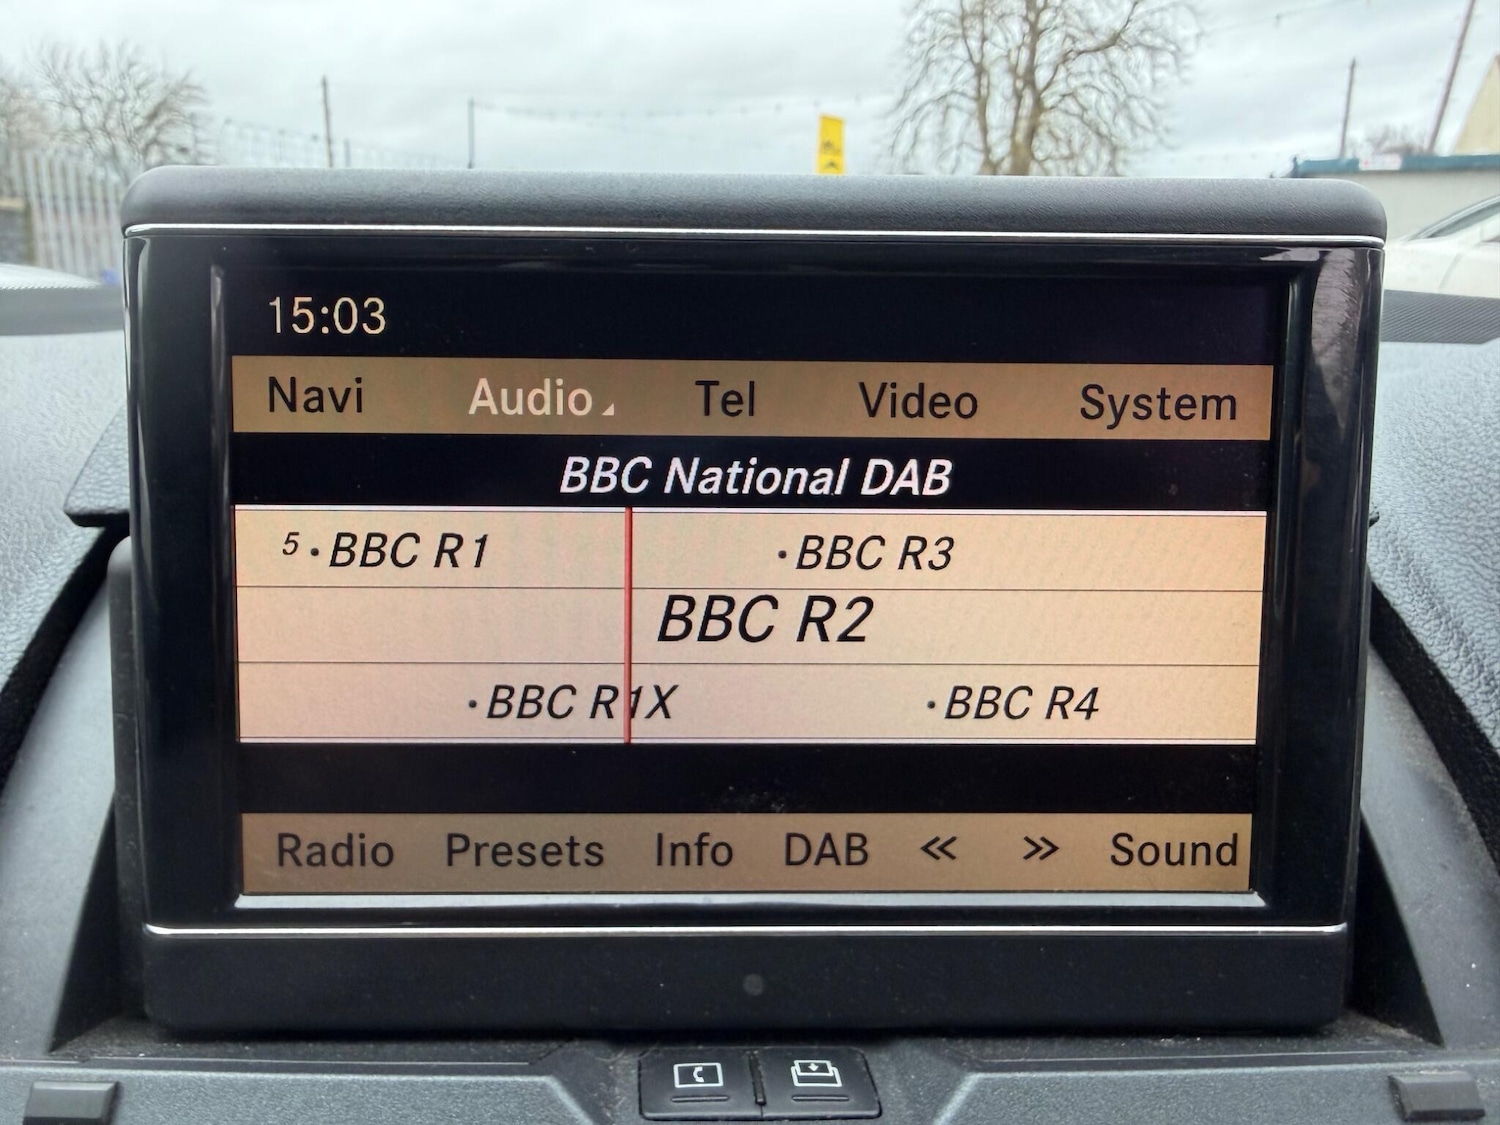 15:03
Navi Audio Tel Video System
BBC National DAB
5 · BBC R1 · BBC R3
BBC R2
· BBC R1X · BBC R4
Radio Presets Info DAB << >> Sound